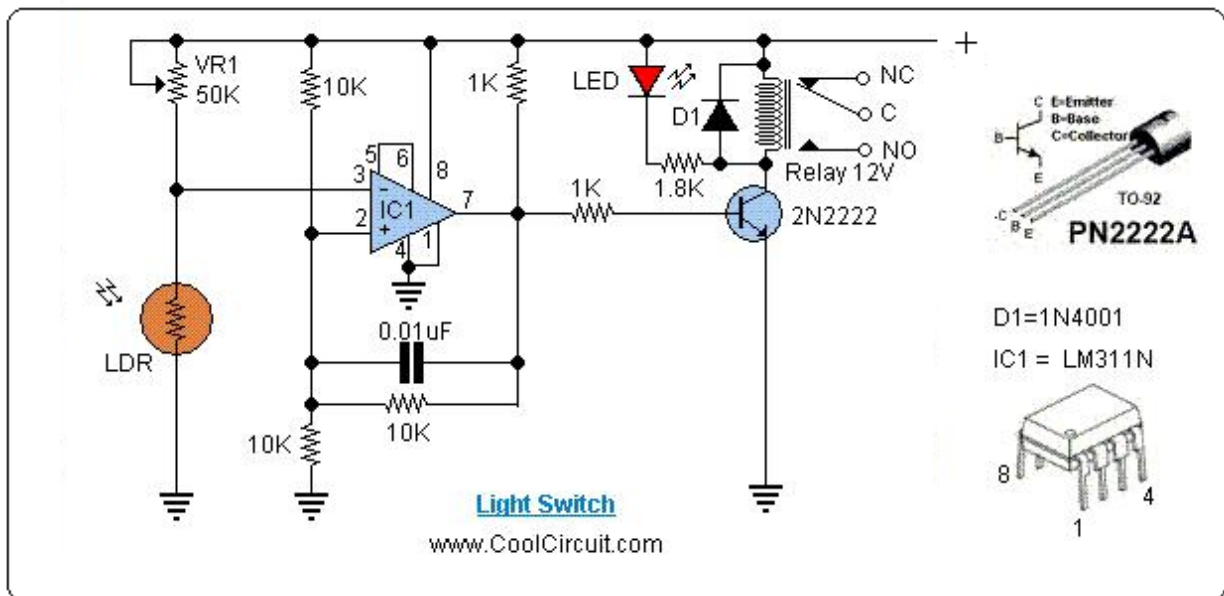 +
VR1
50K
10K
1K
LED
D1
NC
C
NO
Relay 12V
1.8K
5
6
8
3
-
IC1
7
2
+
4
1
1K
2N2222
LDR
0.01uF
10K
10K
Light Switch
www.CoolCircuit.com
C E=Emitter
B=Base
C=Collector
B
E
TO-92
-C
B
E
PN2222A
D1=1N4001
IC1 = LM311N
8
4
1